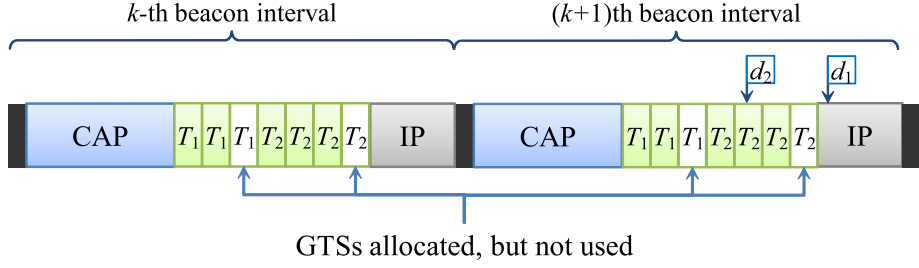 k-th beacon interval (k+1)th beacon interval
d₂ d₁
CAP T₁ T₁ T₁ T₂ T₂ T₂ T₂ IP CAP T₁ T₁ T₁ T₂ T₂ T₂ T₂ IP
GTSs allocated, but not used